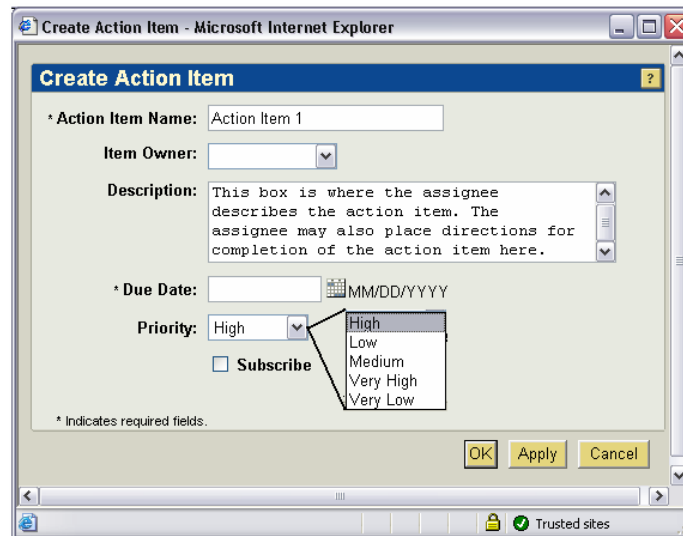 Create Action Item - Microsoft Internet Explorer
Create Action Item
?
* Action Item Name: Action Item 1
Item Owner:
Description: This box is where the assignee
describes the action item. The
assignee may also place directions for
completion of the action item here.
* Due Date: MM/DD/YYYY
Priority: High
High
Low
Medium
Very High
Very Low
Subscribe
* Indicates required fields.
OK Apply Cancel
Trusted sites